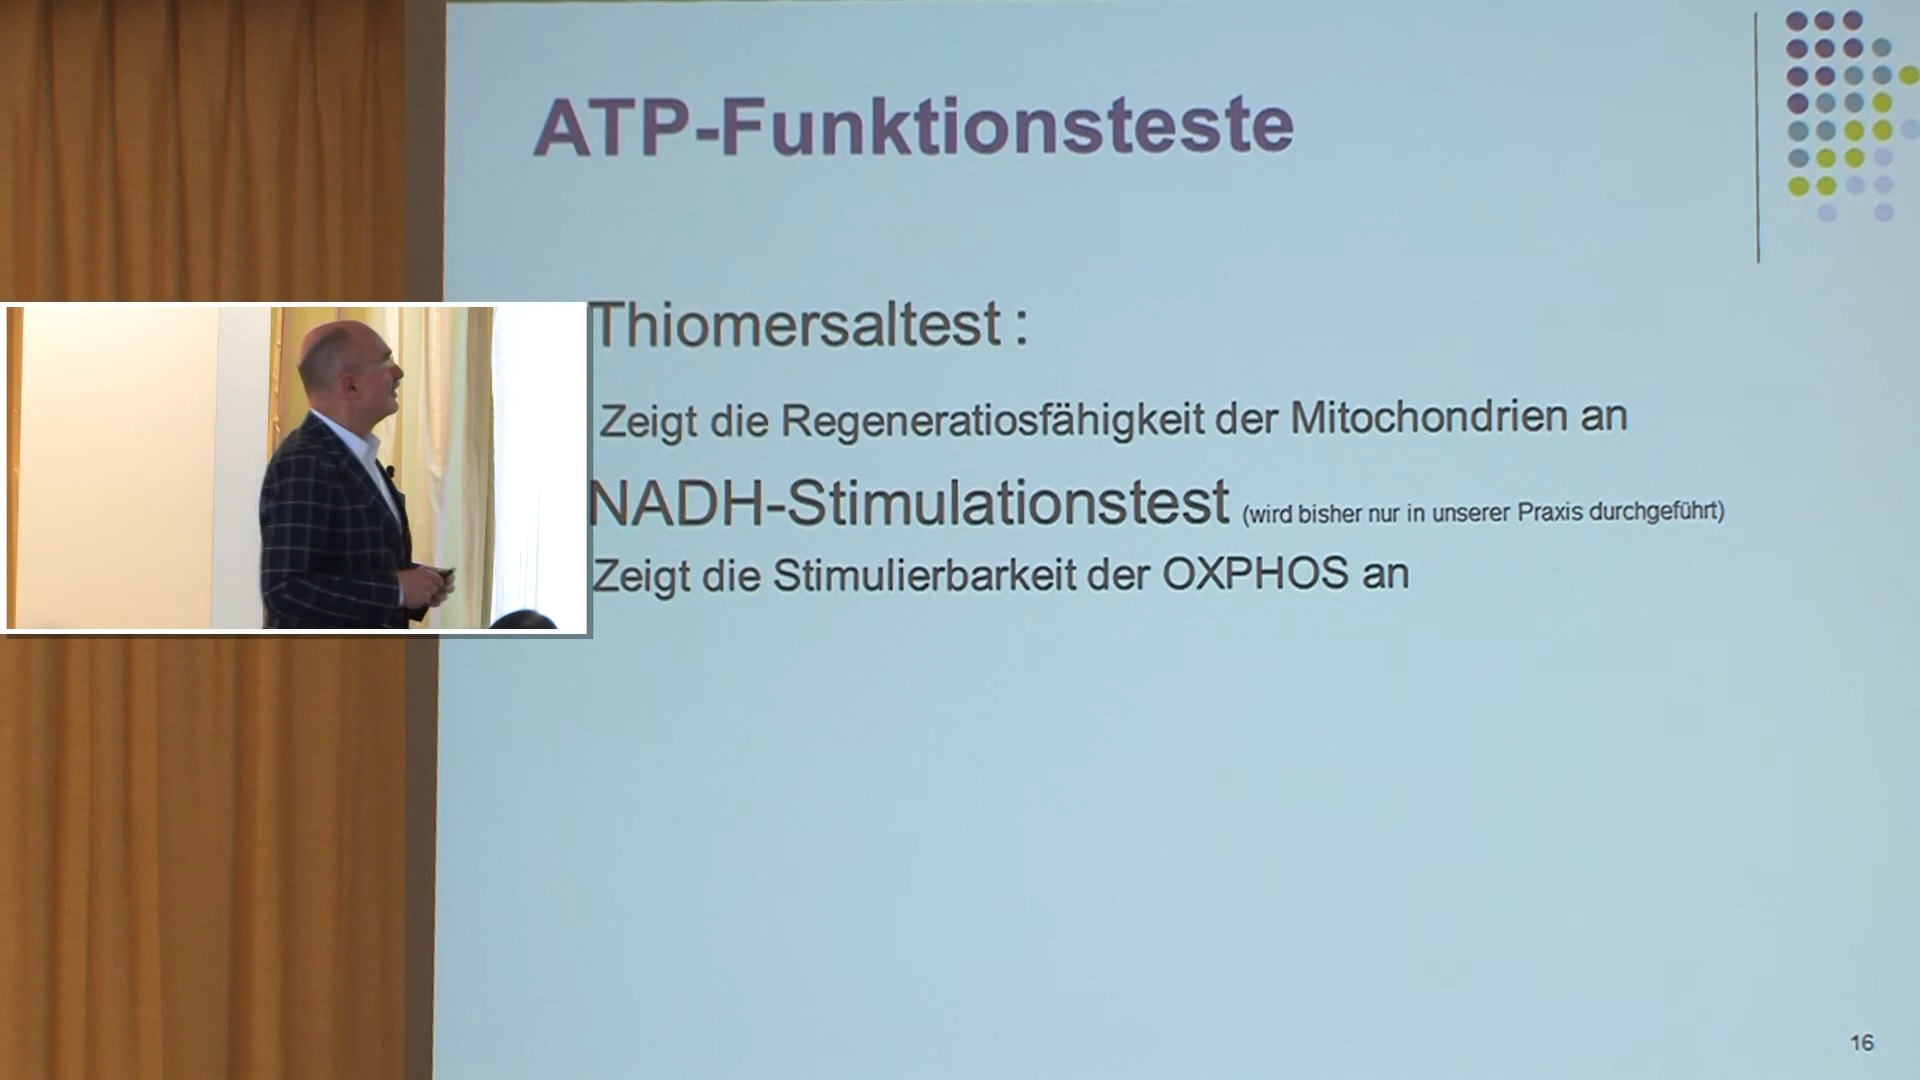 ATP-Funktionsteste
Thiomersaltest :
Zeigt die Regeneratiosfähigkeit der Mitochondrien an
NADH-Stimulationstest (wird bisher nur in unserer Praxis durchgeführt)
Zeigt die Stimulierbarkeit der OXPHOS an
16